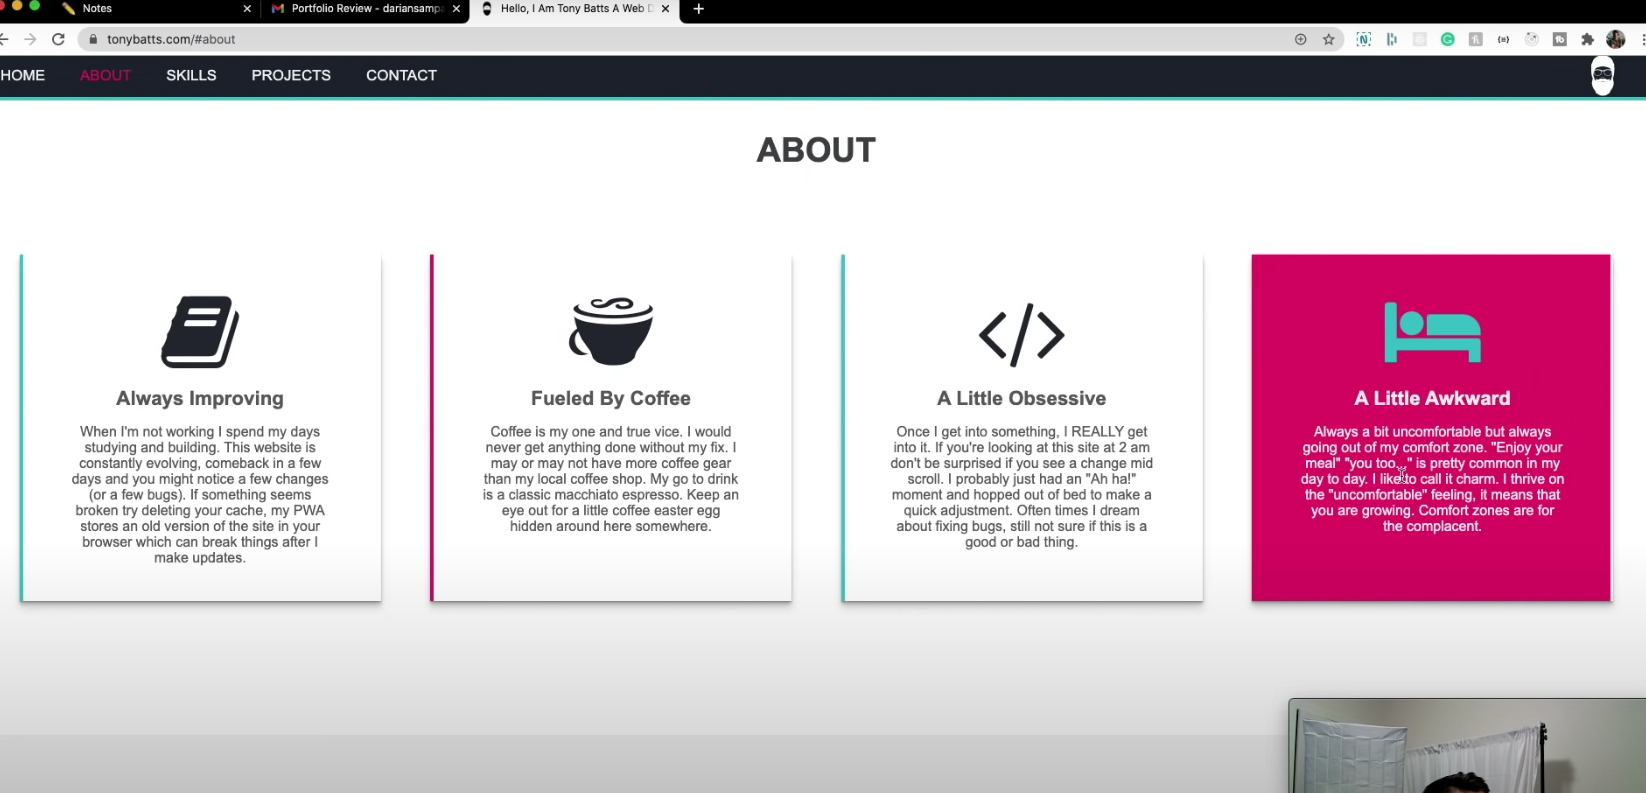 Notes
Portfolio Review - dariansampa
Hello, I Am Tony Batts A Web D
tonybatts.com/#about
HOME
ABOUT
SKILLS
PROJECTS
CONTACT
ABOUT
Always Improving
When I'm not working I spend my days
studying and building. This website is
constantly evolving, comeback in a few
days and you might notice a few changes
(or a few bugs). If something seems
broken try deleting your cache, my PWA
stores an old version of the site in your
browser which can break things after I
make updates.
Fueled By Coffee
Coffee is my one and true vice. I would
never get anything done without my fix. I
may or may not have more coffee gear
than my local coffee shop. My go to drink
is a classic macchiato espresso. Keep an
eye out for a little coffee easter egg
hidden around here somewhere.
A Little Obsessive
Once I get into something, I REALLY get
into it. If you're looking at this site at 2 am
don't be surprised if you see a change mid
scroll. I probably just had an "Ah ha!"
moment and hopped out of bed to make a
quick adjustment. Often times I dream
about fixing bugs, still not sure if this is a
good or bad thing.
A Little Awkward
Always a bit uncomfortable but always
going out of my comfort zone. "Enjoy your
meal" "you too..." is pretty common in my
day to day. I like to call it charm. I thrive on
the "uncomfortable" feeling, it means that
you are growing. Comfort zones are for
the complacent.